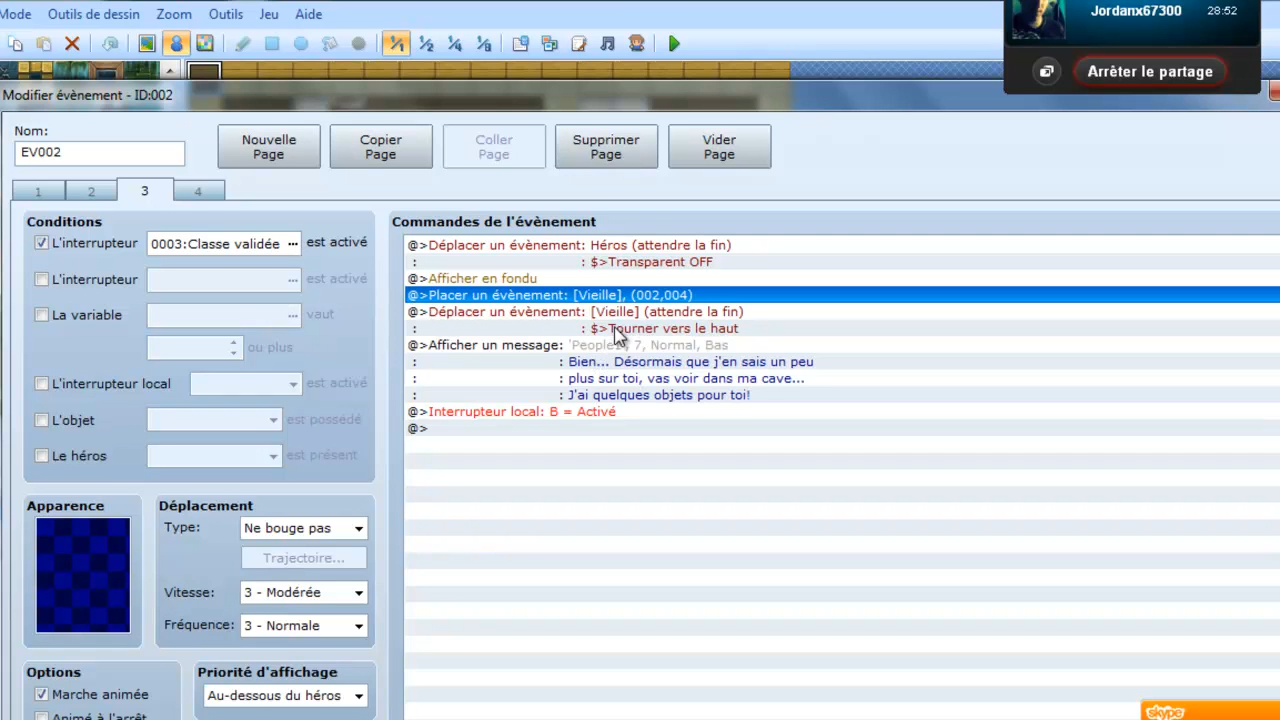 Mode Outils de dessin Zoom Outils Jeu Aide
Jordanx67300 28:52
Arrêter le partage
Modifier évènement - ID:002
Nom:
EV002
Nouvelle Page
Copier Page
Coller Page
Supprimer Page
Vider Page
1 2 3 4
Conditions
L'interrupteur 0003:Classe validée ... est activé
L'interrupteur ... est activé
La variable ... vaut
ou plus
L'interrupteur local est activé
L'objet est possédé
Le héros est présent
Apparence
Déplacement
Type: Ne bouge pas
Trajectoire...
Vitesse: 3 - Modérée
Fréquence: 3 - Normale
Options
Marche animée
Animé à l'arrêt
Priorité d'affichage
Au-dessous du héros
Commandes de l'évènement
@>Déplacer un évènement: Héros (attendre la fin)
: : $>Transparent OFF
@>Afficher en fondu
@>Placer un évènement: [Vieille], (002,004)
@>Déplacer un évènement: [Vieille] (attendre la fin)
: : $>Tourner vers le haut
@>Afficher un message: 7, Normal, Bas
: : Bien... Désormais que j'en sais un peu
: : plus sur toi, vas voir dans ma cave...
: : J'ai quelques objets pour toi!
@>Interrupteur local: B = Activé
@>
skype